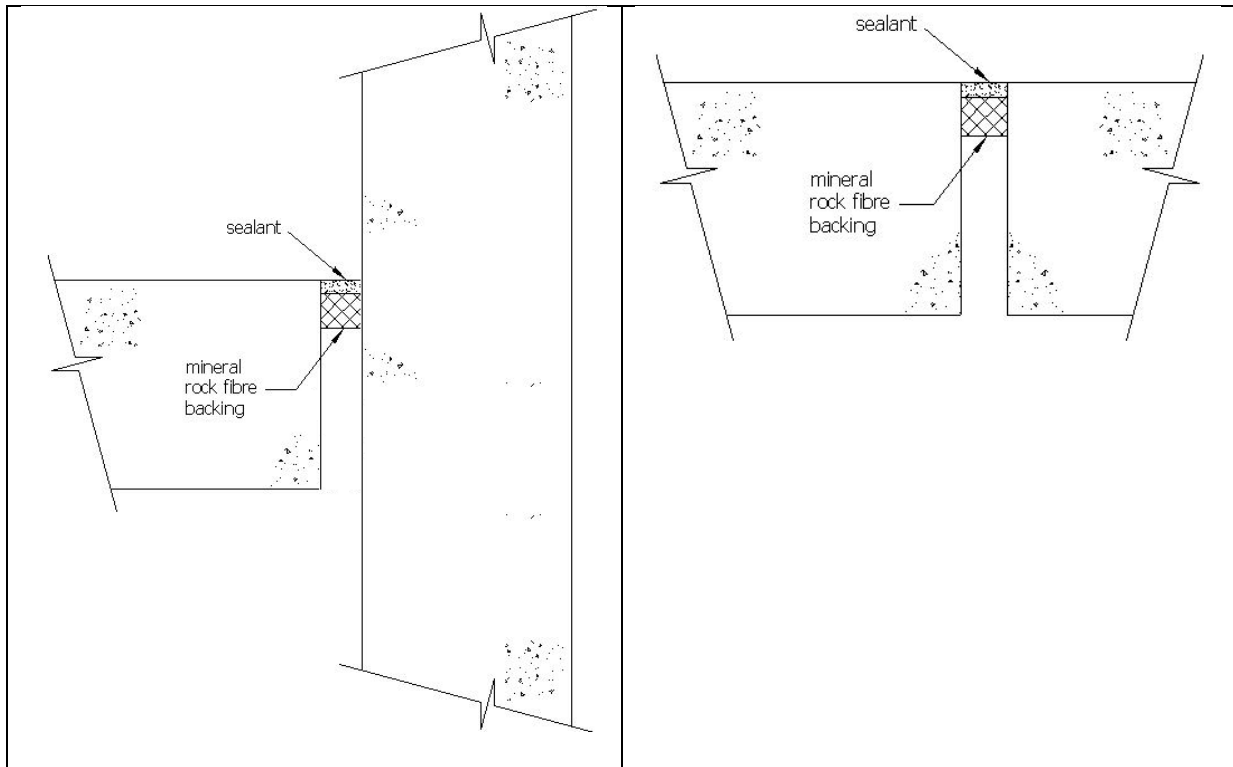 sealant
mineral
rock fibre
backing
sealant
mineral
rock fibre
backing